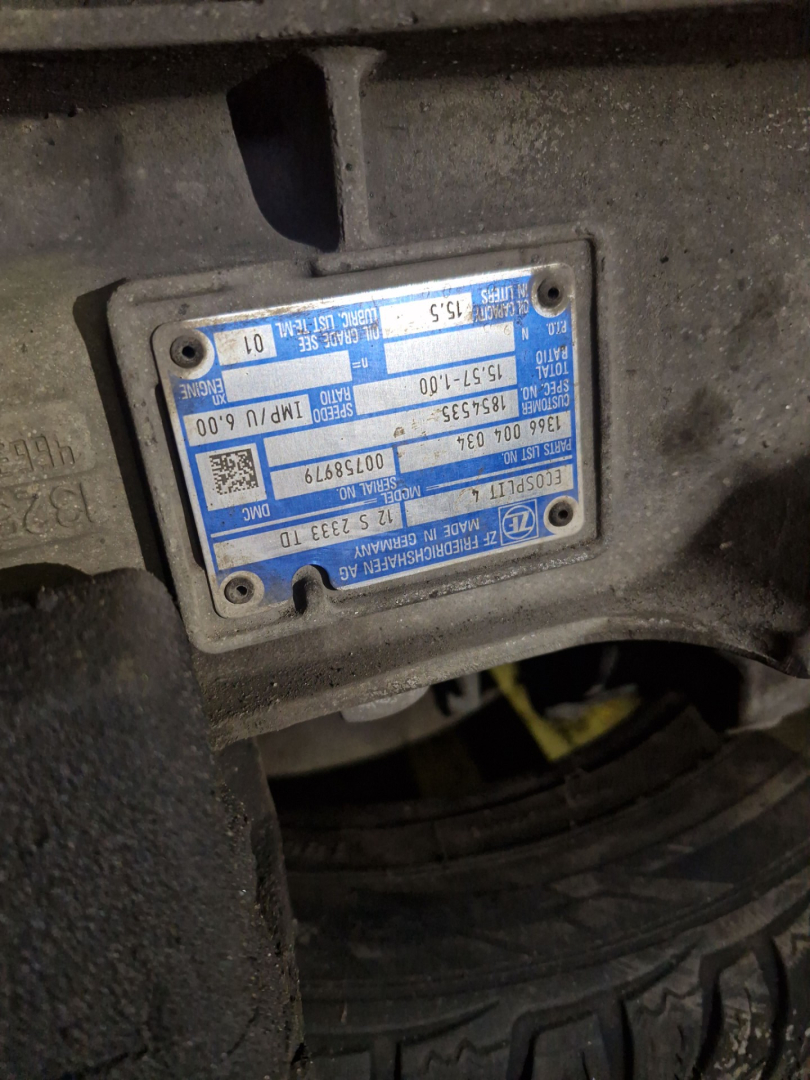 ZF
ZF FRIEDRICHSHAFEN AG
MADE IN GERMANY
ECOSPLIT 4
MODEL
12 S 2333 TD
PARTS LIST NO.
1366 004 034
SERIAL NO.
00758979
DMC
CUSTOMER
SPEC. NO.
1854535
TOTAL
RATIO
15.57-1.00
SPEEDO
RATIO
IMP/U 6.00
P.T.O.
N
n=
xn
ENGINE
OIL CAPACITY
IN LITERS
15.5
OIL GRADE SEE
LUBRIC. LIST TE-ML
01